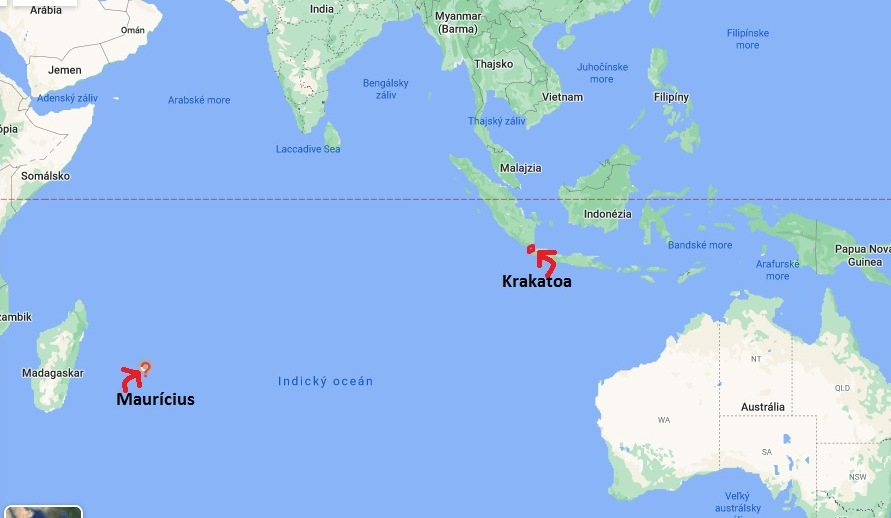 Arábia
India
Myanmar
(Barma)
Filipínske
more
Omán
Jemen
Thajsko
Juhočínske
more
Bengálsky
záliv
Adenský záliv
Arabské more
Vietnam
Filipíny
Thajský záliv
ópia
Laccadive Sea
Malajzia
Somálsko
Indonézia
Bandské more
Papua Nová
Guinea
Arafurské
more
Krakatoa
zambik
Madagaskar
Indický oceán
Maurícius
NT
QLD
Austrália
WA
SA
NSW
Veľký
austrálsky